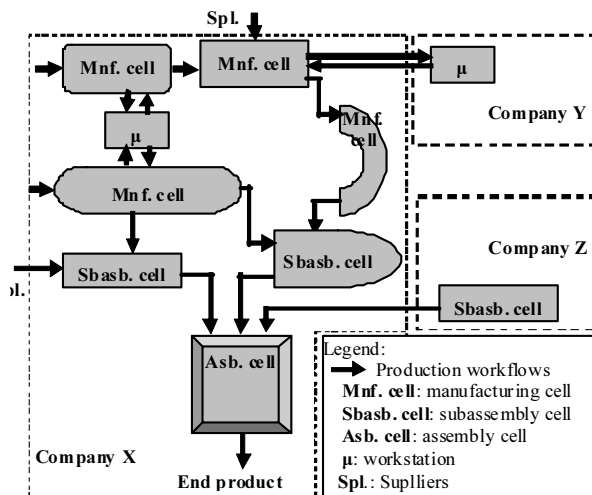 Spl.
Mnf. cell
Mnf. cell
μ
Company Y
Mnf.
cell
μ
Mnf. cell
Sbasb. cell
Sbasb. cell
Company Z
pl.
Sbasb. cell
Asb. cell
Legend:
Production workflows
Mnf. cell: manufacturing cell
Sbasb. cell: subassembly cell
Asb. cell: assembly cell
μ: workstation
Spl.: Suplliers
Company X
End product